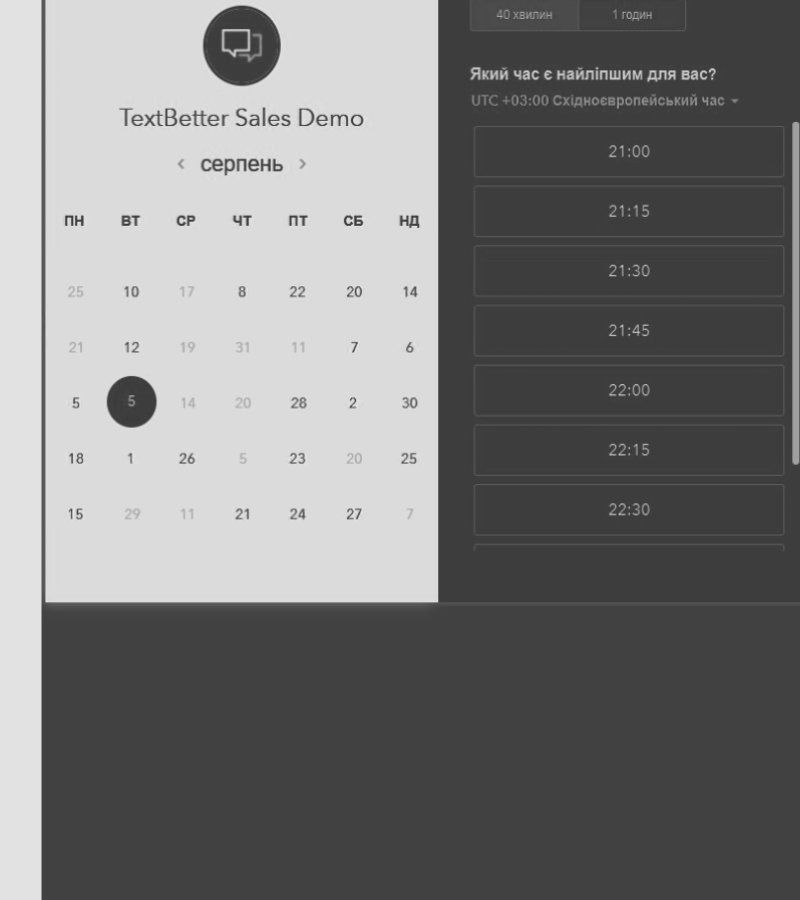 TextBetter Sales Demo
серпень
ПН ВТ СР ЧТ ПТ СБ НД
25 10 17 8 22 20 14
21 12 19 31 11 7 6
5 5 14 20 28 2 30
18 1 26 5 23 20 25
15 29 11 21 24 27 7
40 хвилин 1 годин
Який час є найліпшим для вас?
UTC +03:00 Східноєвропейський час
21:00
21:15
21:30
21:45
22:00
22:15
22:30